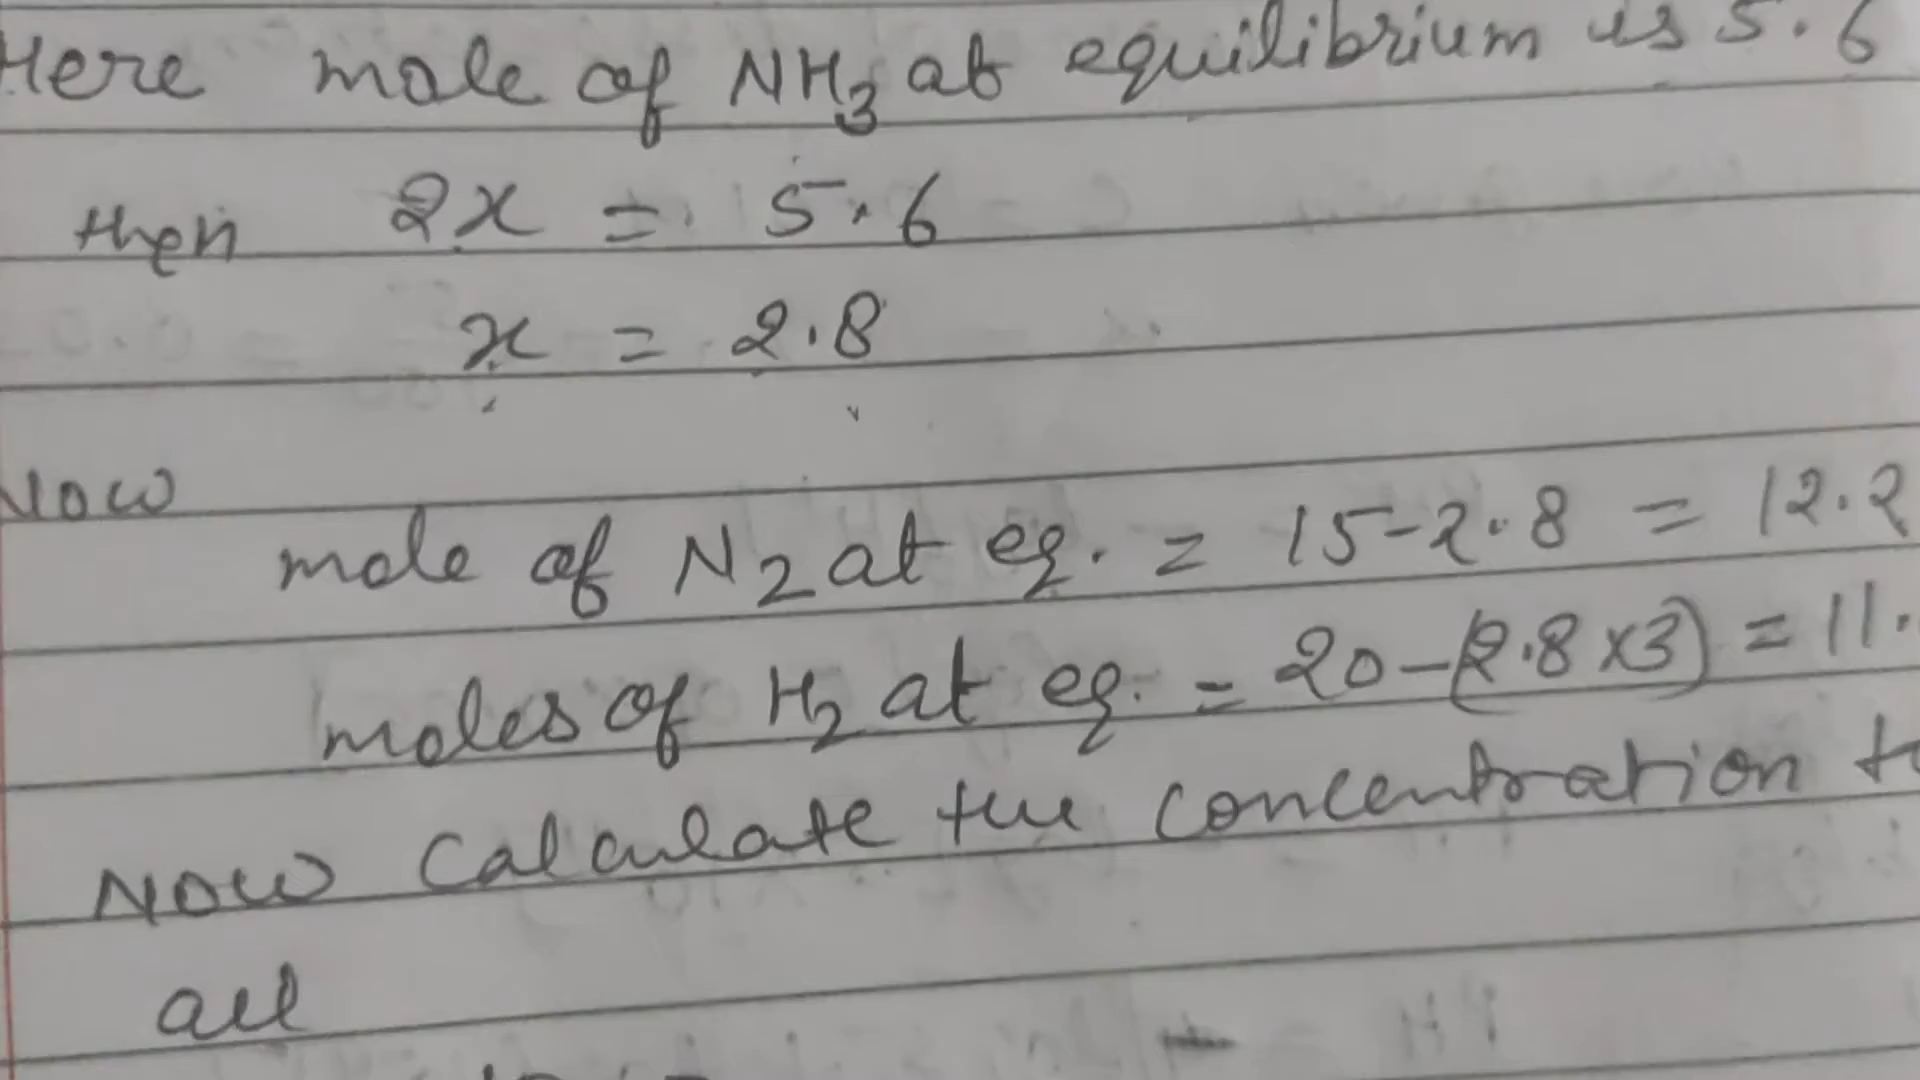 Here mole of NH3 at equilibrium is 5.6
then 2x = 5.6
x = 2.8
Now
mole of N2 at eq. = 15-2.8 = 12.2
moles of H2 at eq. = 20-(2.8×3) = 11.
Now calculate the concentration
all